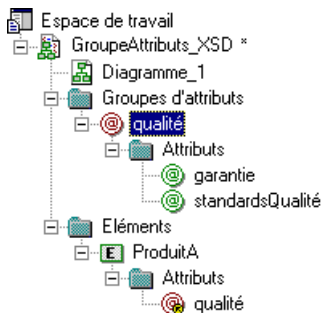 Espace de travail
GroupeAttributs_XSD *
Diagramme_1
Groupes d'attributs
qualité
Attributs
garantie
standardsQualité
Eléments
E ProduitA
Attributs
qualité